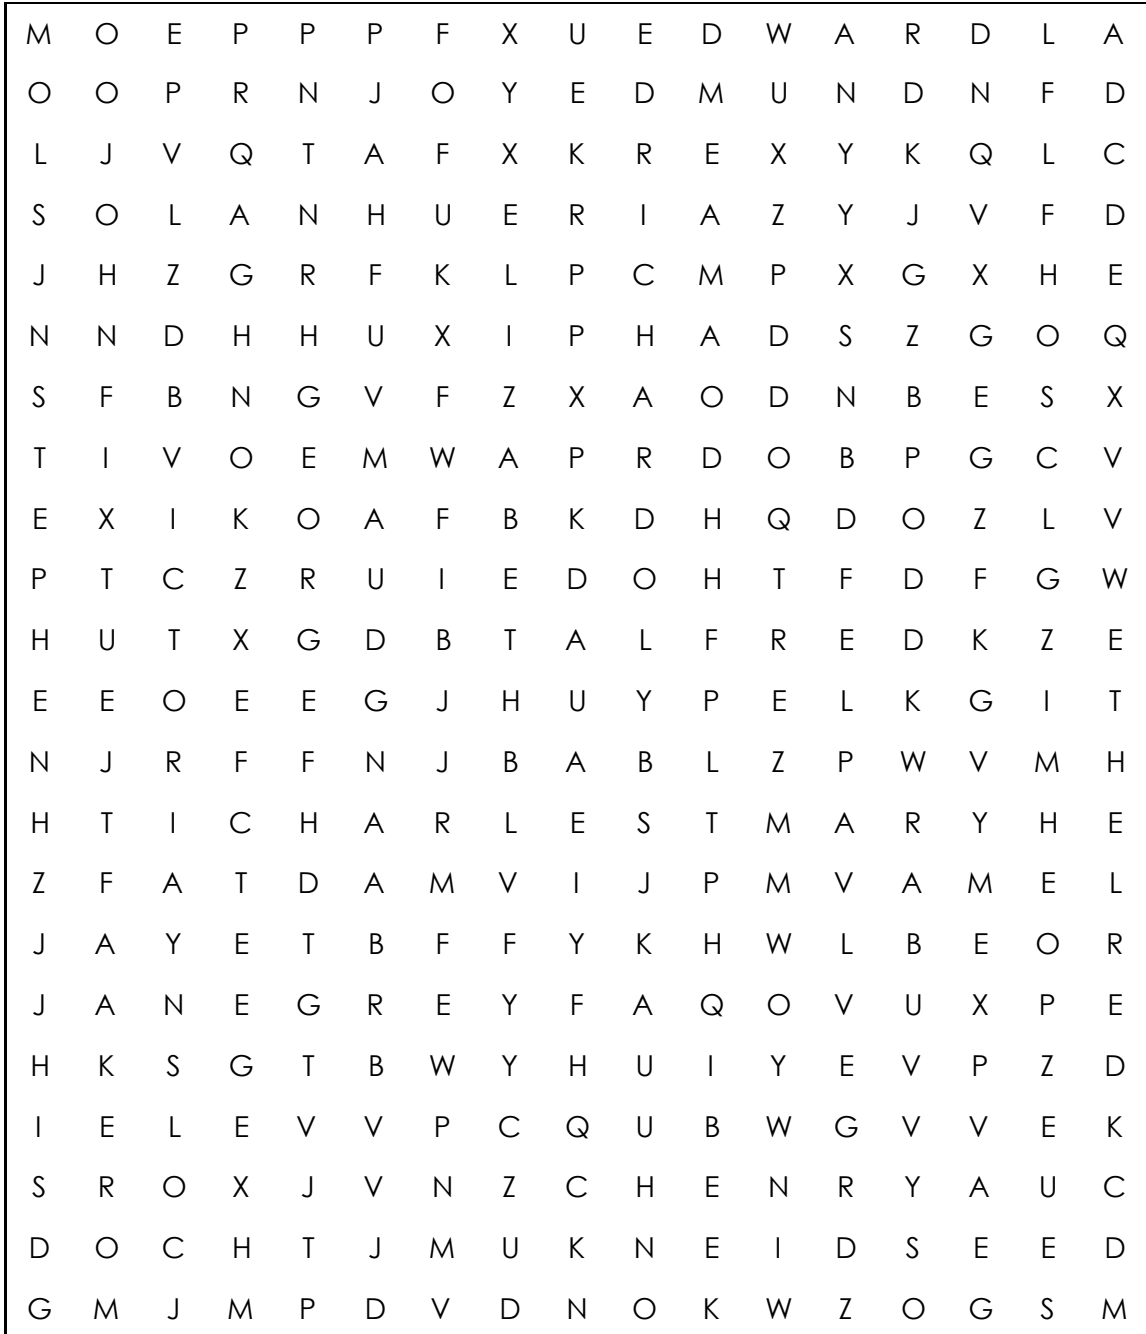 M O E P P P F X U E D W A R D L A
O O P R N J O Y E D M U N D N F D
L J V Q T A F X K R E X Y K Q L C
S O L A N H U E R I A Z Y J V F D
J H Z G R F K L P C M P X G X H E
N N D H H U X I P H A D S Z G O Q
S F B N G V F Z X A O D N B E S X
T I V O E M W A P R D O B P G C V
E X I K O A F B K D H Q D O Z L V
P T C Z R U I E D O H T F D F G W
H U T X G D B T A L F R E D K Z E
E E O E E G J H U Y P E L K G I T
N J R F F N J B A B L Z P W V M H
H T I C H A R L E S T M A R Y H E
Z F A T D A M V I J P M V A M E L
J A Y E T B F F Y K H W L B E O R
J A N E G R E Y F A Q O V U X P E
H K S G T B W Y H U I Y E V P Z D
I E L E V V P C Q U B W G V V E K
S R O X J V N Z C H E N R Y A U C
D O C H T J M U K N E I D S E E D
G M J M P D V D N O K W Z O G S M